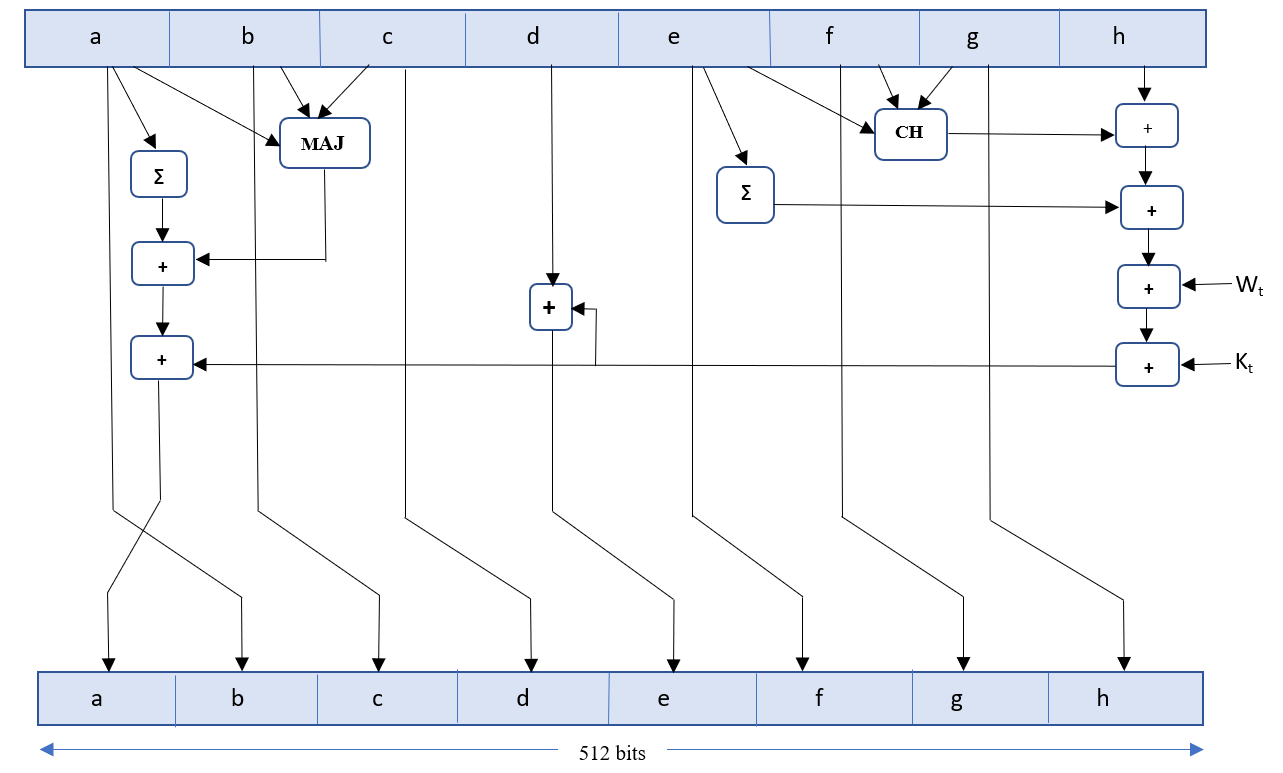 a b c d e f g h
MAJ CH +
Σ Σ +
+ + Wt
+
+ + Kt
a b c d e f g h
512 bits